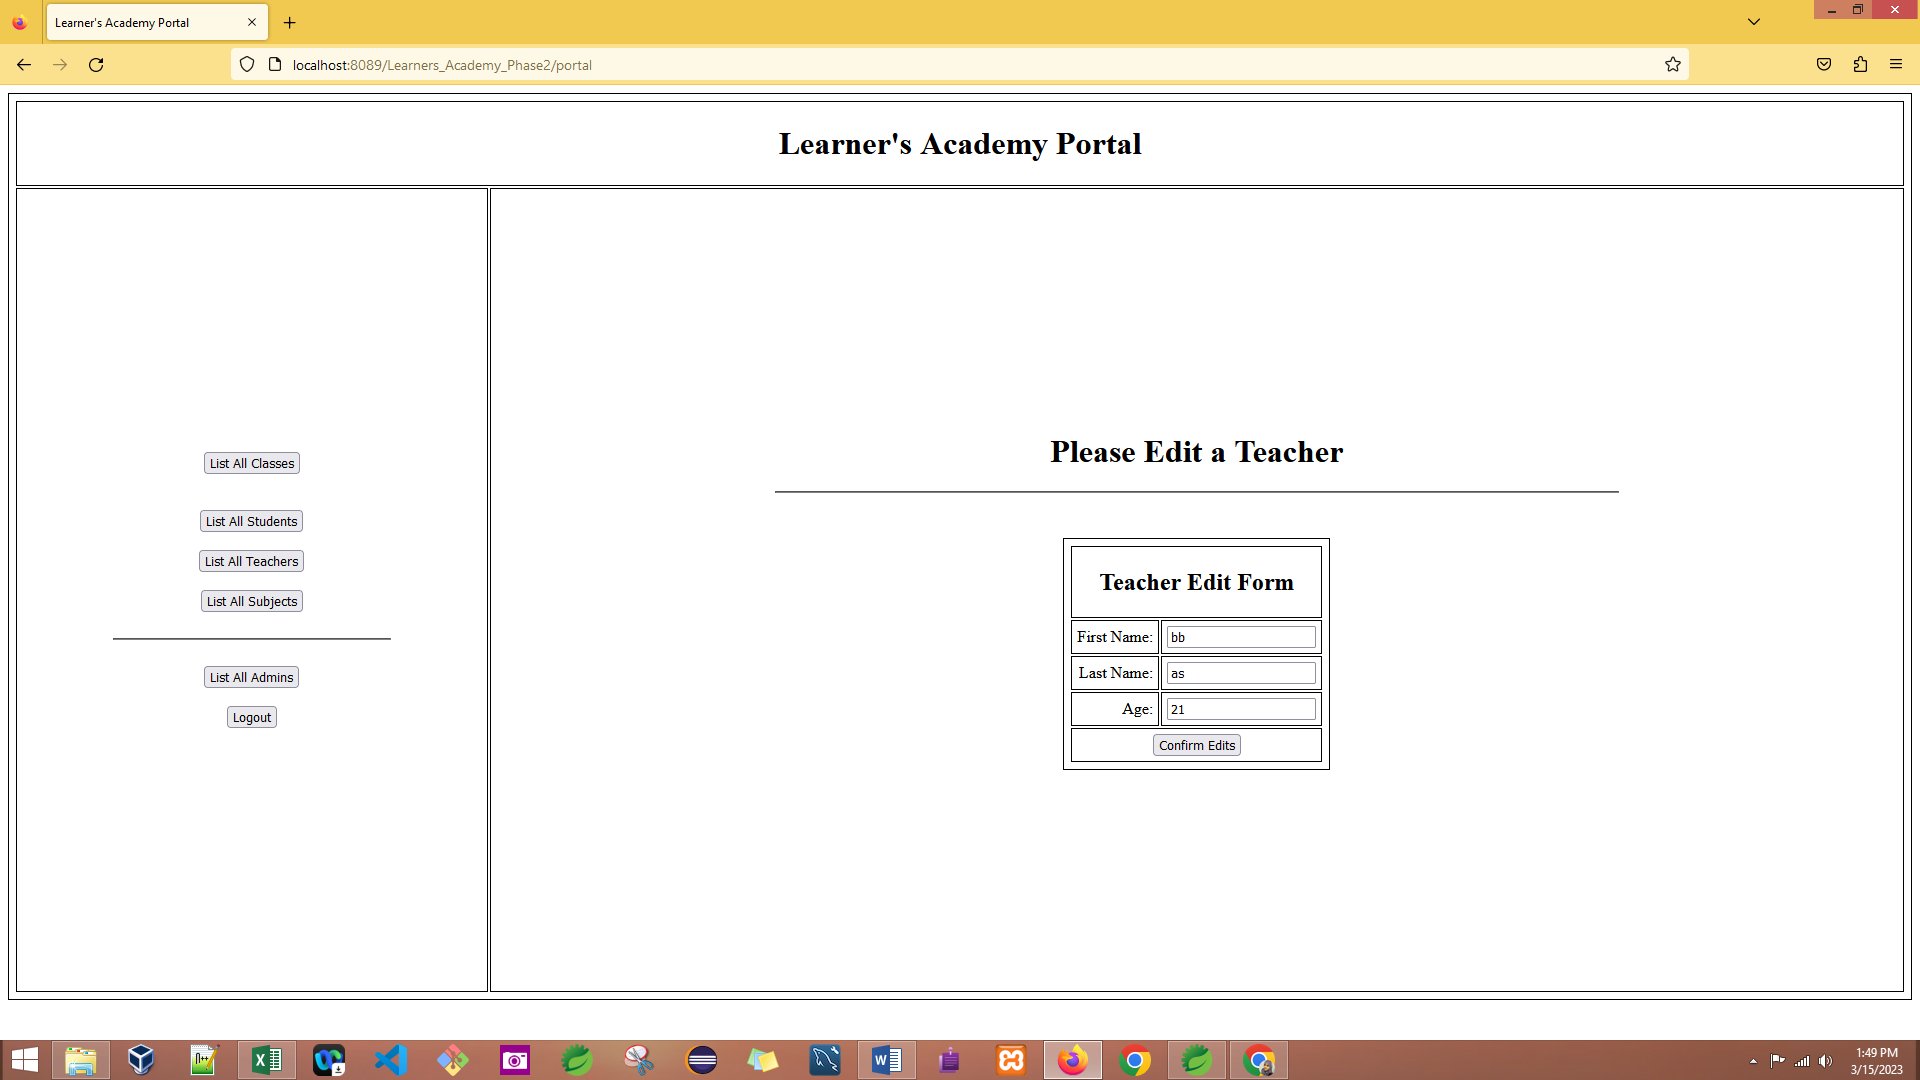 Learner's Academy Portal
localhost:8089/Learners_Academy_Phase2/portal
Learner's Academy Portal
List All Classes
List All Students
List All Teachers
List All Subjects
List All Admins
Logout
Please Edit a Teacher
Teacher Edit Form
First Name: bb
Last Name: as
Age: 21
Confirm Edits
1:49 PM
3/15/2023